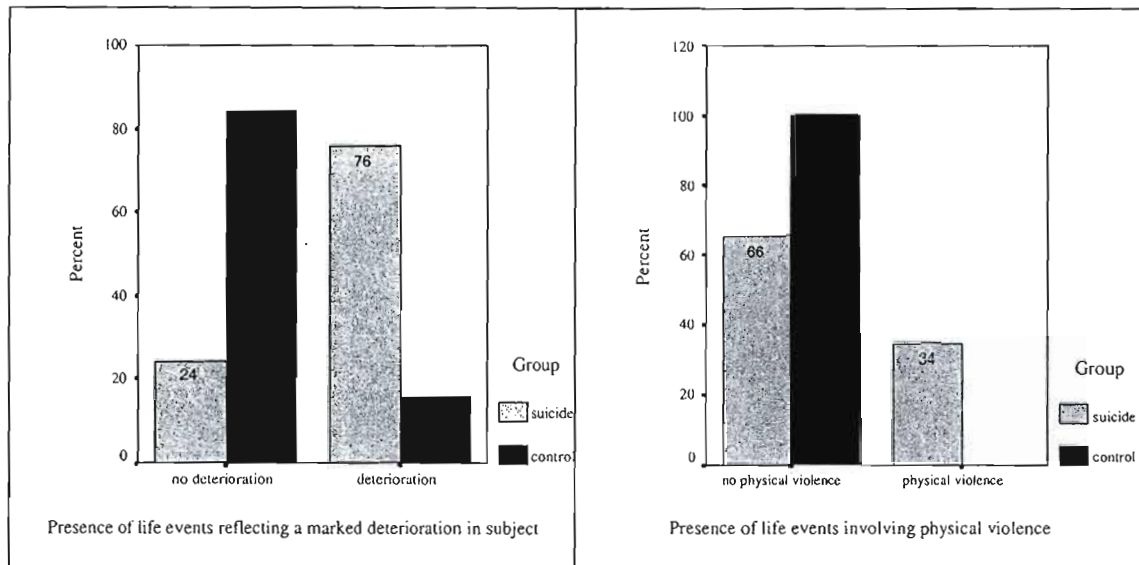 100
80
60
40
20
0
Percent
24
76
no deterioration
deterioration
Group
suicide
control
Presence of life events reflecting a marked deterioration in subject
120
100
80
60
40
20
0
Percent
66
34
no physical violence
physical violence
Group
suicide
control
Presence of life events involving physical violence